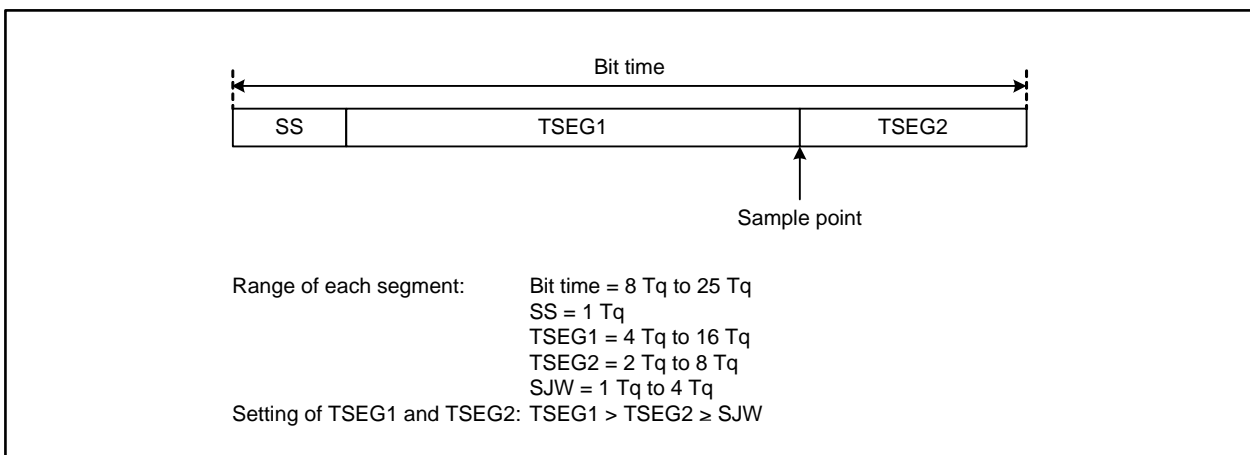 Bit time
SS
TSEG1
TSEG2
Sample point
Range of each segment: Bit time = 8 Tq to 25 Tq
SS = 1 Tq
TSEG1 = 4 Tq to 16 Tq
TSEG2 = 2 Tq to 8 Tq
SJW = 1 Tq to 4 Tq
Setting of TSEG1 and TSEG2: TSEG1 > TSEG2 ≥ SJW